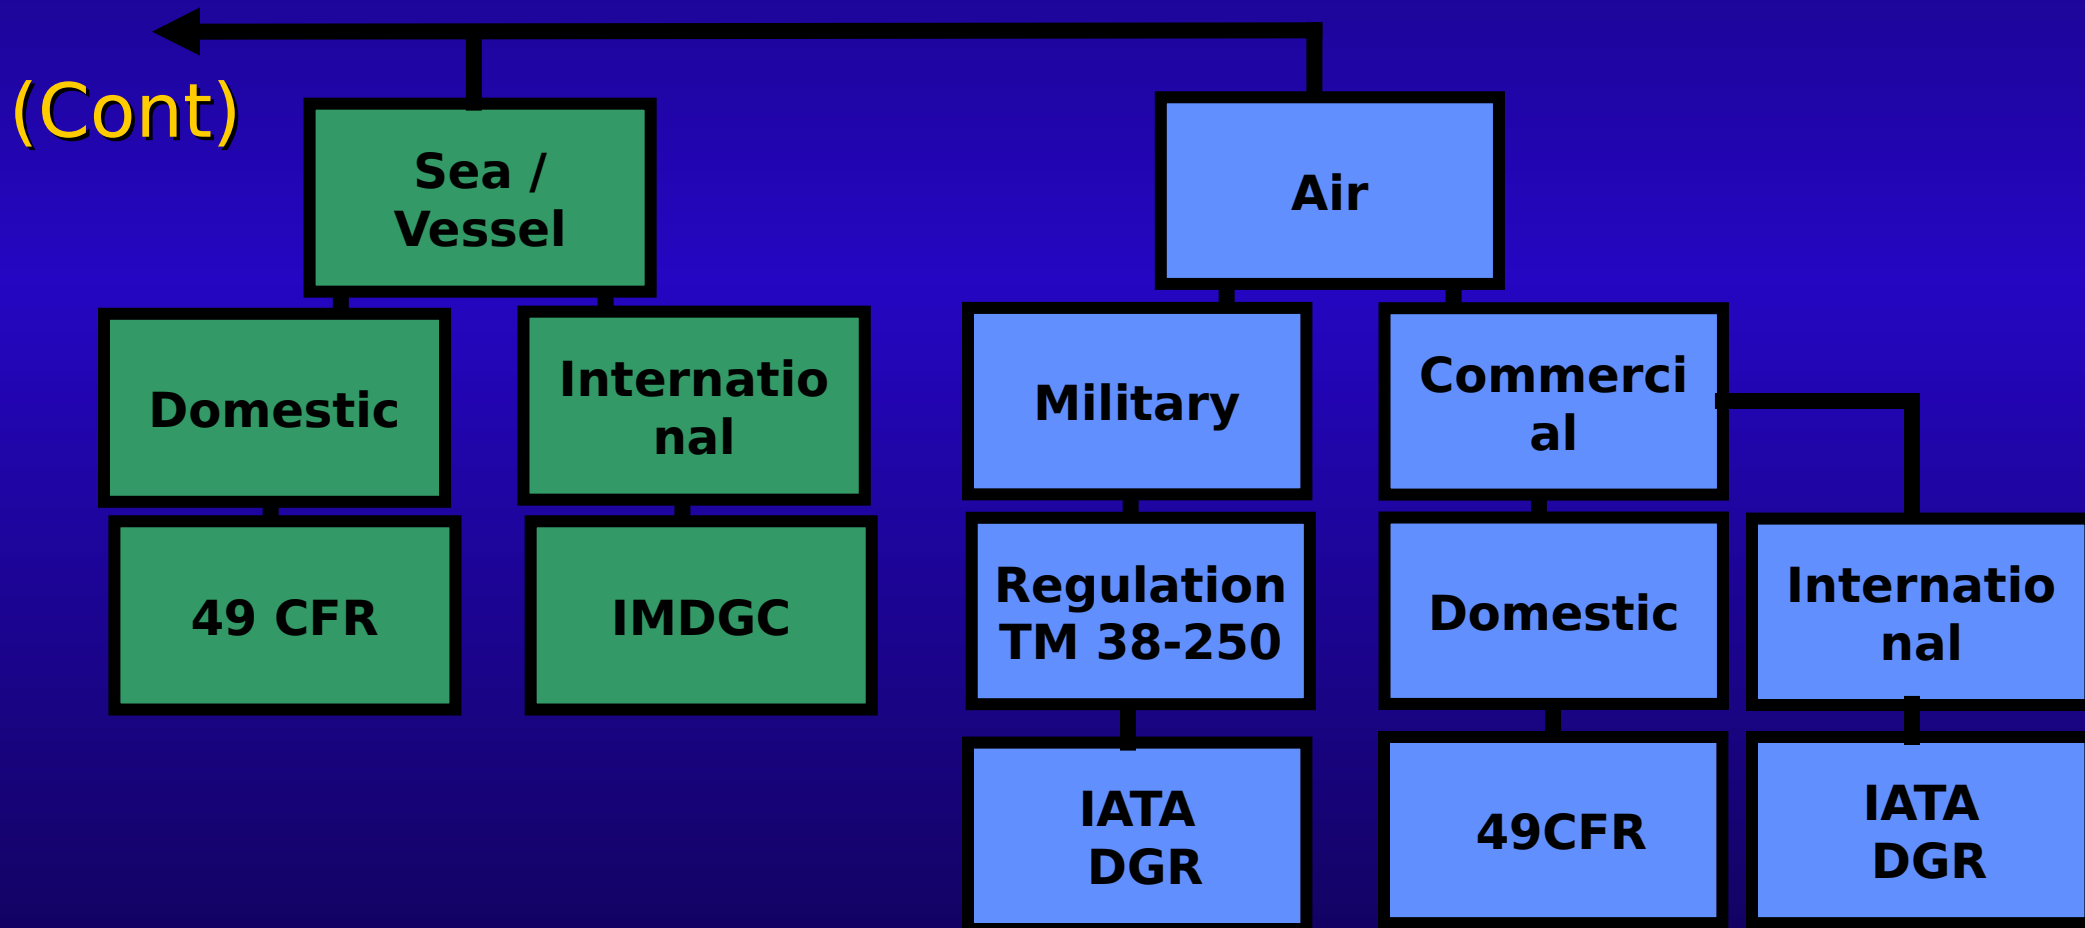 (Cont)
Sea /
Vessel
Air
Domestic
Internatio
nal
Military
Commerci
al
49 CFR
IMDGC
Regulation
TM 38-250
Domestic
Internatio
nal
IATA
DGR
49CFR
IATA
DGR